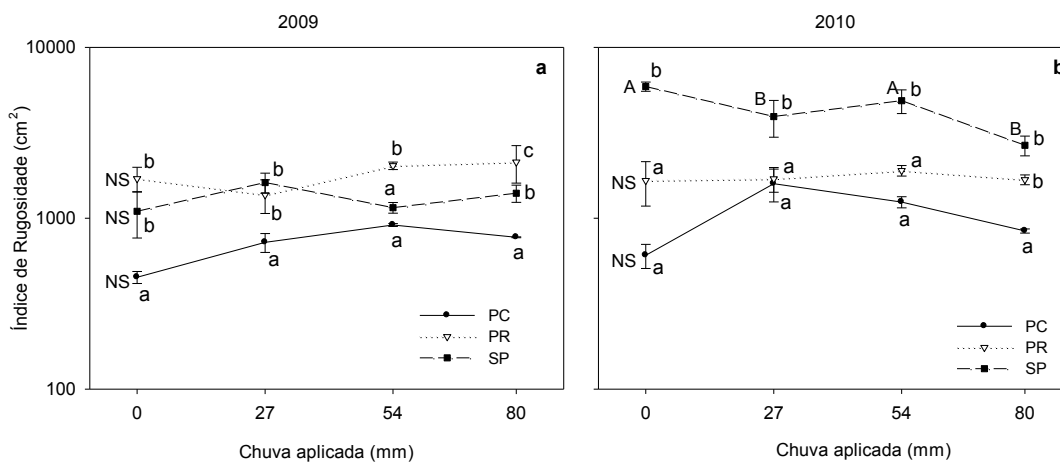 2009 2010
Índice de Rugosidade (cm²)
10000
1000
100
a
NS b
NS b
NS a
b
b
a
b
a
a
c
b
a
PC
PR
SP
0 27 54 80
Chuva aplicada (mm)
b
A b
B b
A b
B b
NS a
a
a
b
NS a
a
a
a
PC
PR
SP
0 27 54 80
Chuva aplicada (mm)